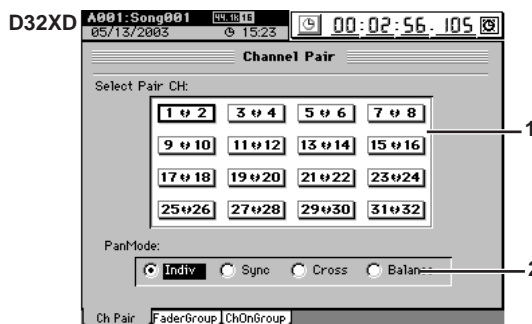 D32XD
A001:Song001 44.1k 16 00:02:56.105
05/13/2003 15:23
Channel Pair
Select Pair CH:
1 2 3 4 5 6 7 8
1
9 10 11 12 13 14 15 16
17 18 19 20 21 22 23 24
25 26 27 28 29 30 31 32
PanMode:
Indiv Sync Cross Balance
2
Ch Pair FaderGroup ChOnGroup